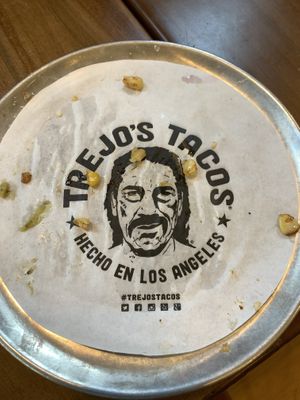 TREJO'S TACOS
HECHO EN LOS ANGELES
#TREJOSTACOS